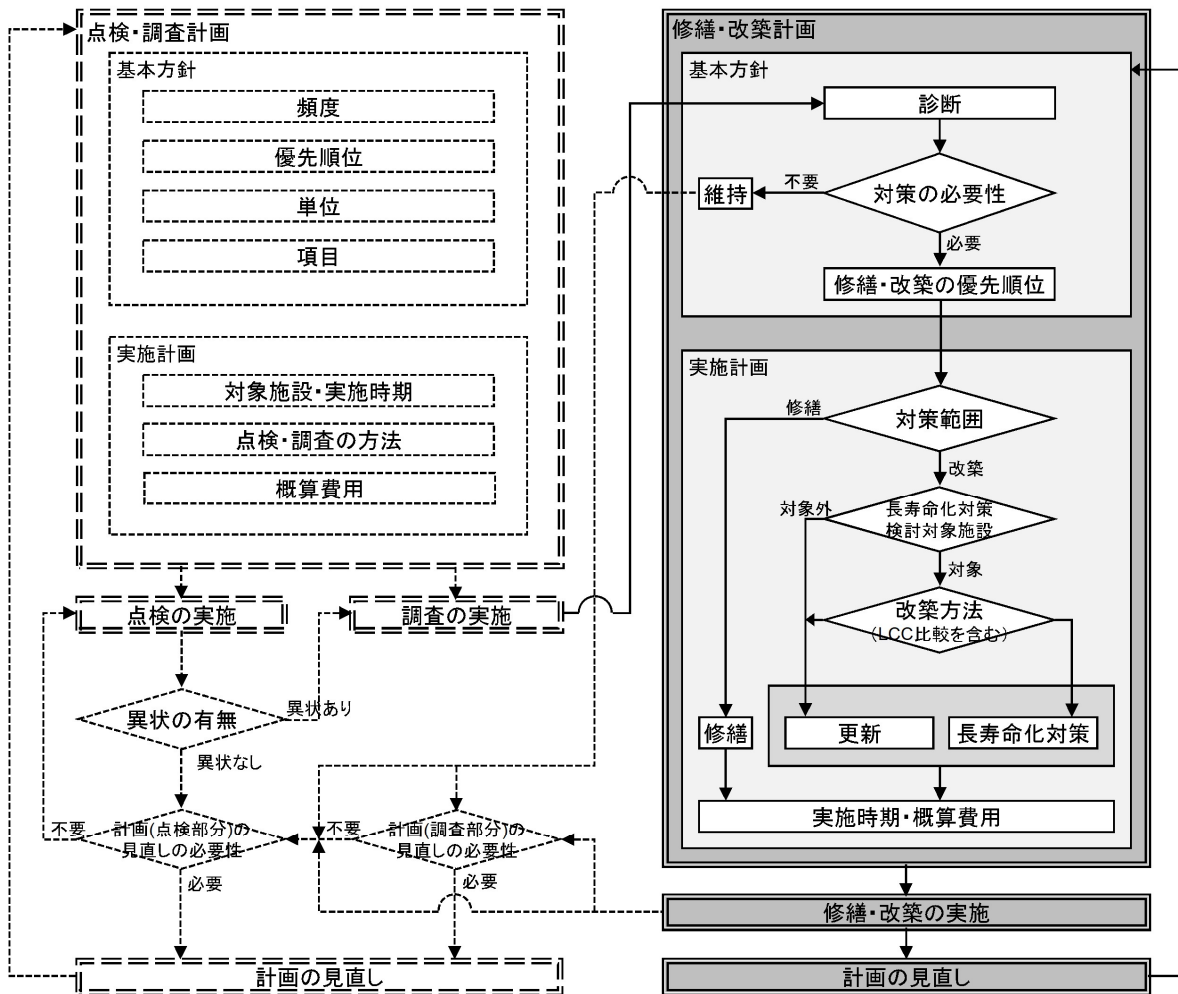 点検・調査計画
基本方針
頻度
優先順位
単位
項目
実施計画
対象施設・実施時期
点検・調査の方法
概算費用
点検の実施
調査の実施
異状の有無
異状あり
異状なし
計画(点検部分)の
見直しの必要性
不要
必要
計画(調査部分)の
見直しの必要性
不要
必要
計画の見直し
修繕・改築計画
基本方針
診断
対策の必要性
不要
維持
必要
修繕・改築の優先順位
実施計画
対策範囲
修繕
改築
長寿命化対策
検討対象施設
対象外
対象
改築方法
(LCC比較を含む)
修繕
更新
長寿命化対策
実施時期・概算費用
修繕・改築の実施
計画の見直し